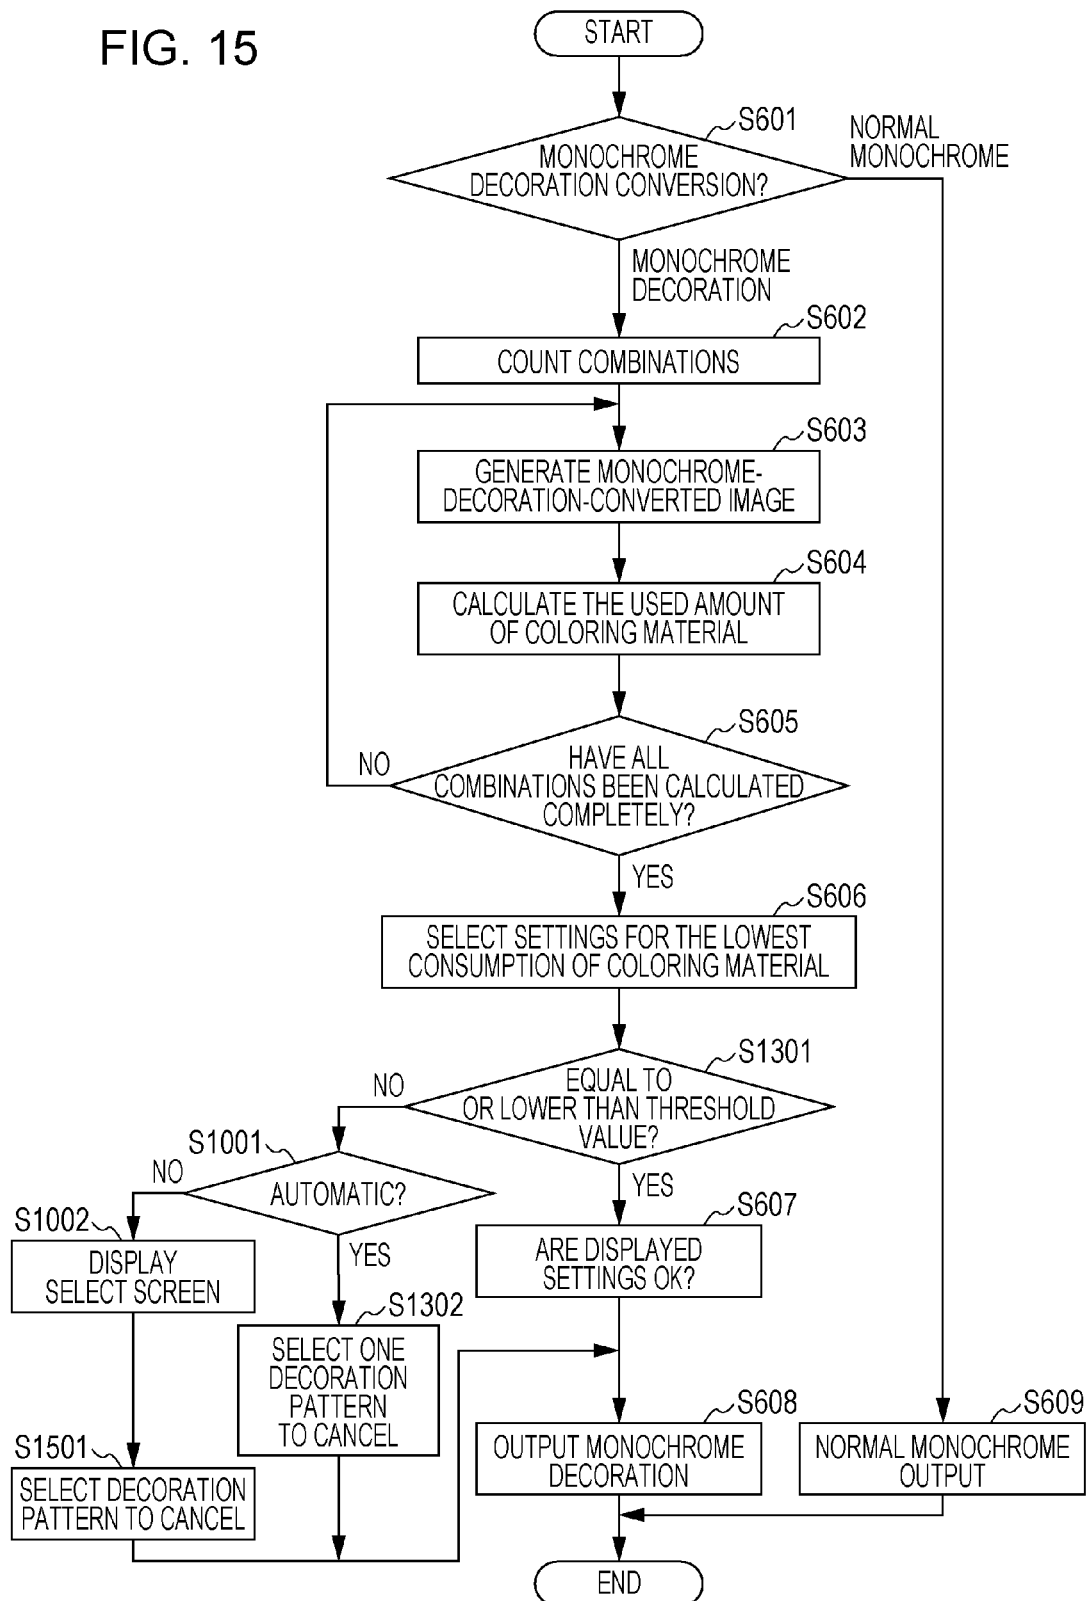 FIG. 15
START
S601
MONOCHROME
DECORATION CONVERSION?
NORMAL
MONOCHROME
MONOCHROME
DECORATION
S602
COUNT COMBINATIONS
S603
GENERATE MONOCHROME-
DECORATION-CONVERTED IMAGE
S604
CALCULATE THE USED AMOUNT
OF COLORING MATERIAL
S605
NO
HAVE ALL
COMBINATIONS BEEN CALCULATED
COMPLETELY?
YES
S606
SELECT SETTINGS FOR THE LOWEST
CONSUMPTION OF COLORING MATERIAL
S1301
NO
EQUAL TO
OR LOWER THAN THRESHOLD
VALUE?
YES
S1001
NO
AUTOMATIC?
YES
S1002
DISPLAY
SELECT SCREEN
S607
ARE DISPLAYED
SETTINGS OK?
S1302
SELECT ONE
DECORATION
PATTERN
TO CANCEL
S1501
SELECT DECORATION
PATTERN TO CANCEL
S608
OUTPUT MONOCHROME
DECORATION
S609
NORMAL MONOCHROME
OUTPUT
END